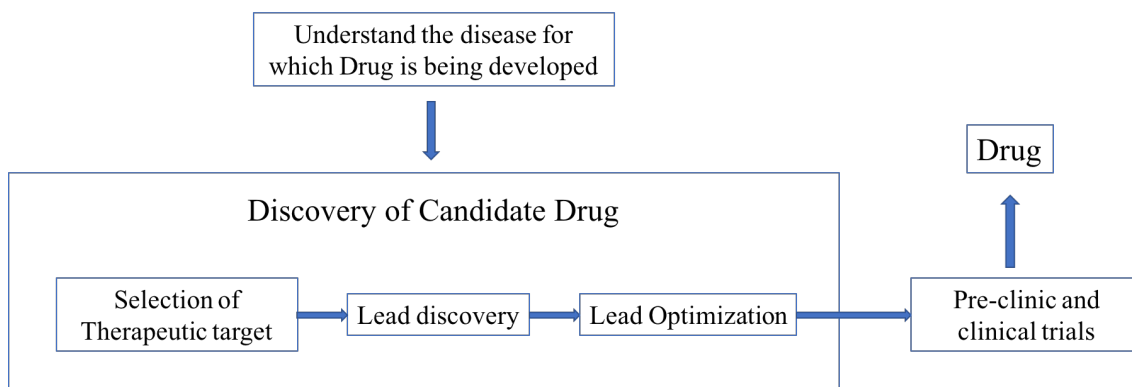 Understand the disease for
which Drug is being developed
Drug
Discovery of Candidate Drug
Selection of
Therapeutic target
Lead discovery
Lead Optimization
Pre-clinic and
clinical trials